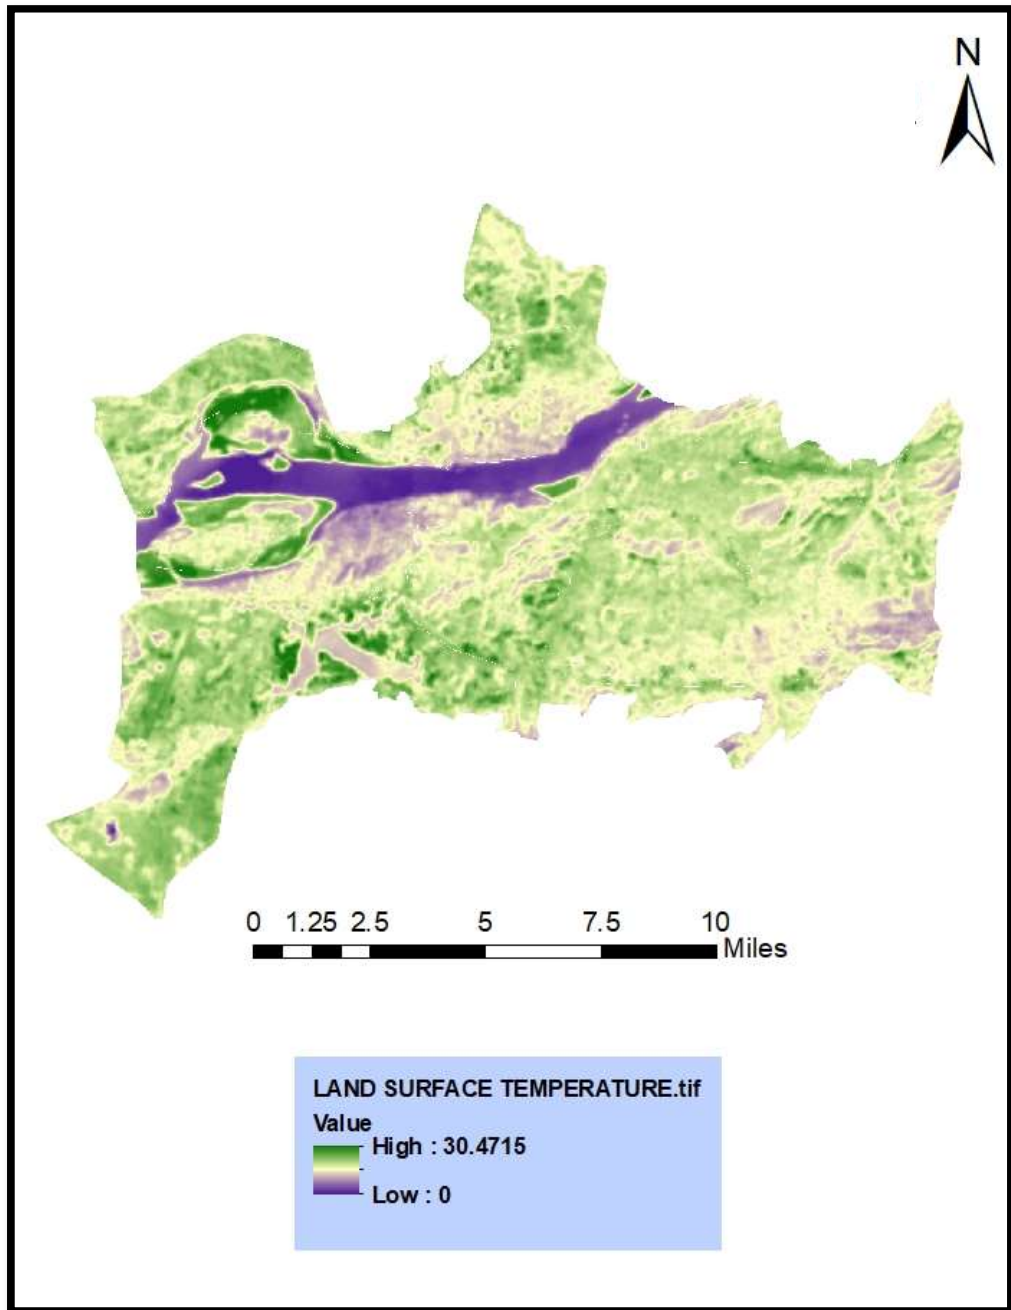 N
0 1.25 2.5 5 7.5 10
Miles
LAND SURFACE TEMPERATURE.tif
Value
High : 30.4715
Low : 0